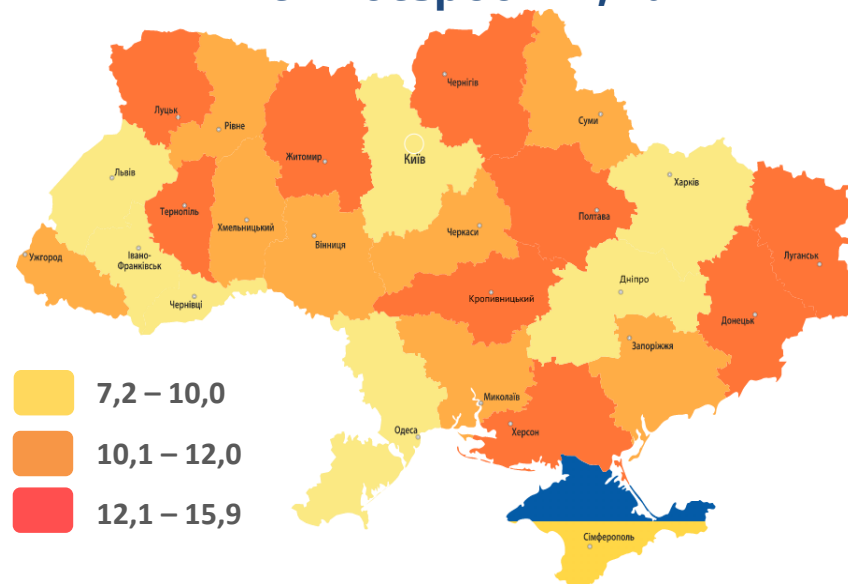 Чернігів
Луцьк
Рівне
Суми
Житомир
Київ
Львів
Харків
Тернопіль
Хмельницький
Полтава
Черкаси
Вінниця
Ужгород
Івано-
Франківськ
Луганськ
Чернівці
Дніпро
Кропивницький
Донецьк
Запоріжжя
7,2 – 10,0
Миколаїв
Одеса
Херсон
10,1 – 12,0
12,1 – 15,9
Сімферополь